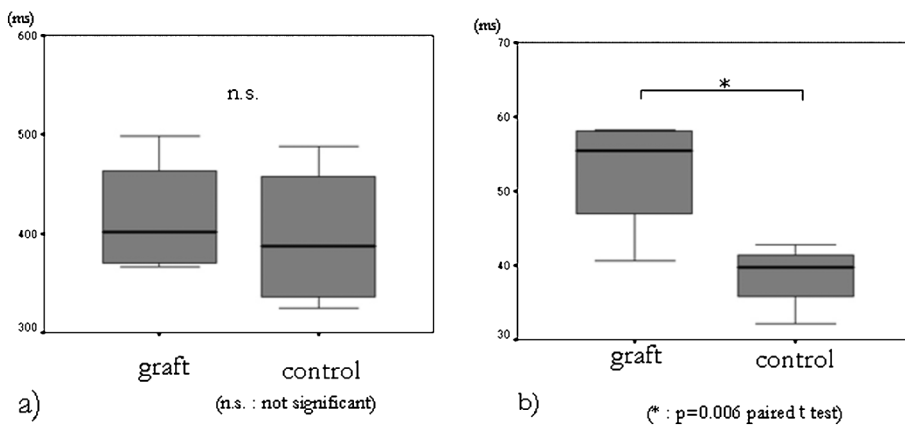 (ms)
600
500
400
300
n.s.
graft
control
a)
(n.s. : not significant)
(ms)
70
60
50
40
30
*
graft
control
b)
(* : p=0.006 paired t test)